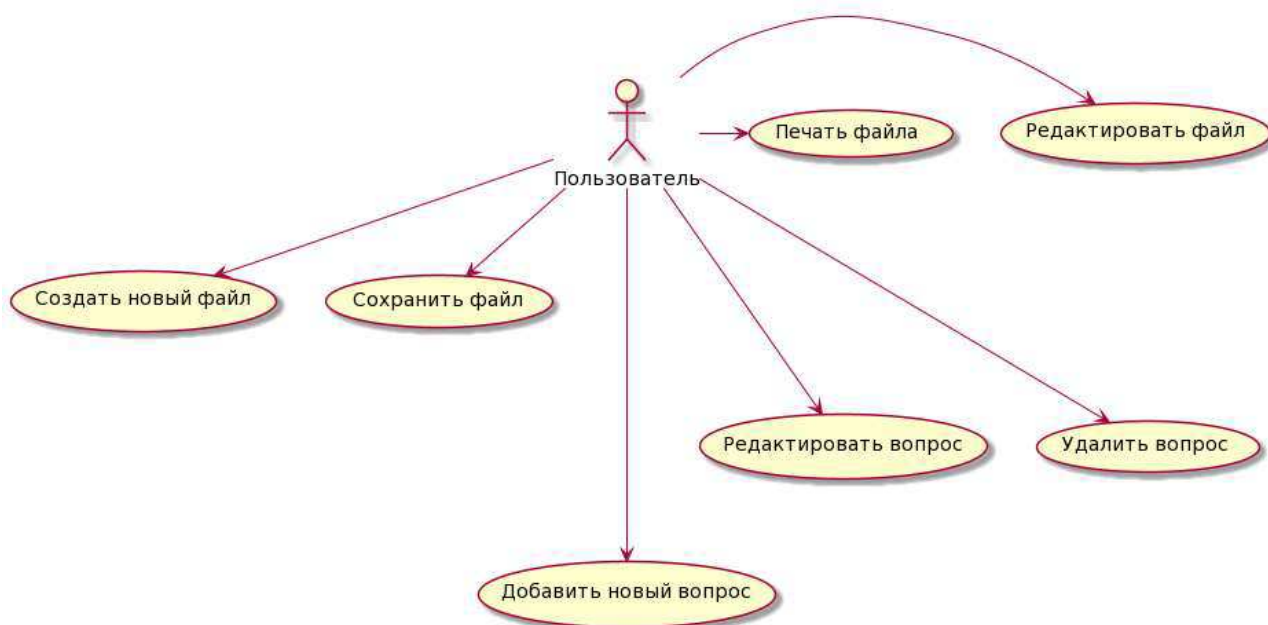 Печать файла
Редактировать файл
Пользователь
Создать новый файл
Сохранить файл
Редактировать вопрос
Удалить вопрос
Добавить новый вопрос